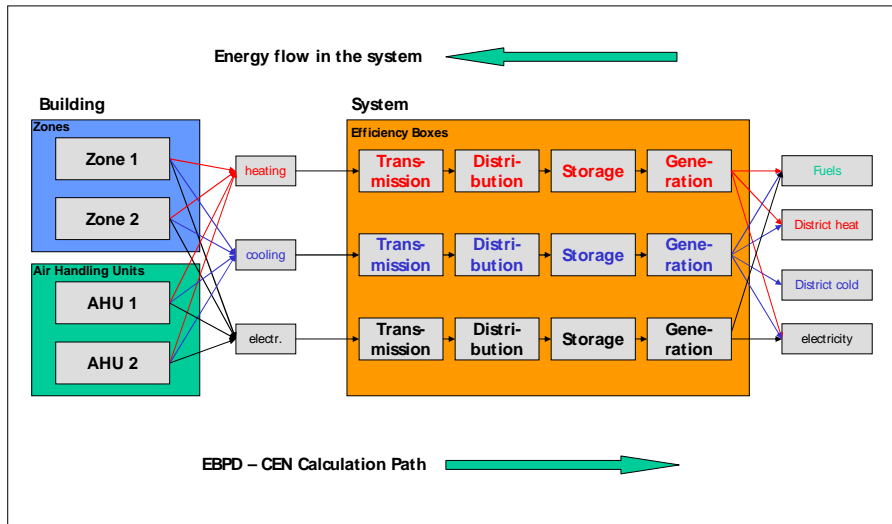 Energy flow in the system
Building
System
Zones
Efficiency Boxes
Zone 1
heating
Trans-
mission
Distri-
bution
Storage
Gene-
ration
Fuels
Zone 2
District heat
cooling
Trans-
mission
Distri-
bution
Storage
Gene-
ration
Air Handling Units
District cold
AHU 1
electr.
Trans-
mission
Distri-
bution
Storage
Gene-
ration
electricity
AHU 2
EBPD – CEN Calculation Path